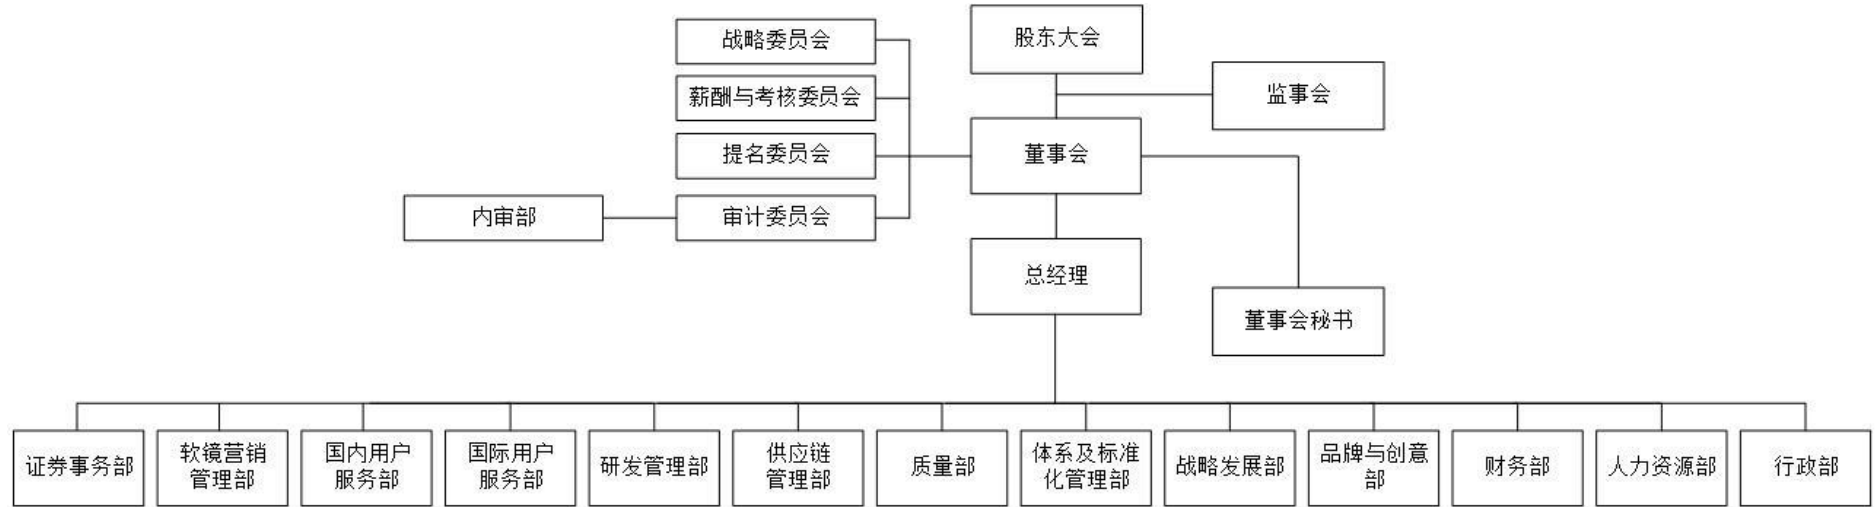 战略委员会
股东大会
薪酬与考核委员会
监事会
提名委员会
董事会
内审部
审计委员会
总经理
董事会秘书
证券事务部
软镜营销
管理部
国内用户
服务部
国际用户
服务部
研发管理部
供应链
管理部
质量部
体系及标准
化管理部
战略发展部
品牌与创意
部
财务部
人力资源部
行政部